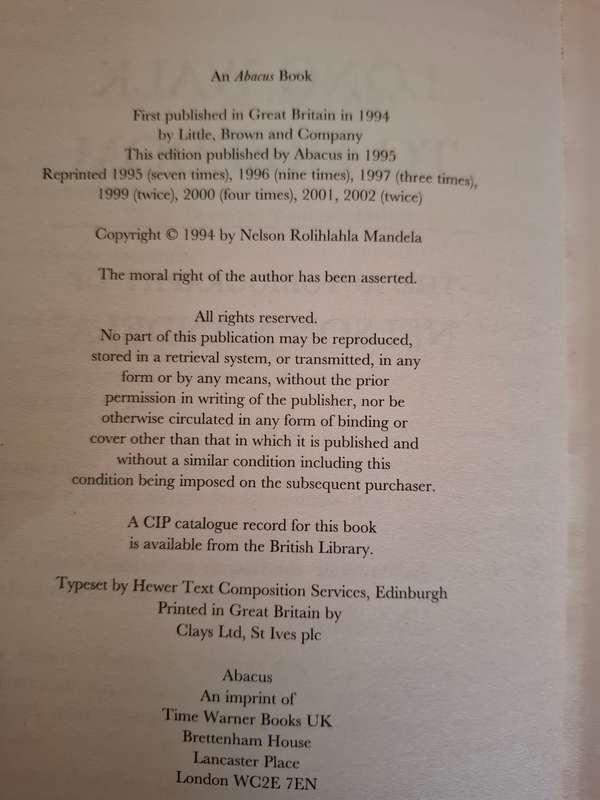 An Abacus Book
First published in Great Britain in 1994
by Little, Brown and Company
This edition published by Abacus in 1995
Reprinted 1995 (seven times), 1996 (nine times), 1997 (three times),
1999 (twice), 2000 (four times), 2001, 2002 (twice)
Copyright © 1994 by Nelson Rolihlahla Mandela
The moral right of the author has been asserted.
All rights reserved.
No part of this publication may be reproduced,
stored in a retrieval system, or transmitted, in any
form or by any means, without the prior
permission in writing of the publisher, nor be
otherwise circulated in any form of binding or
cover other than that in which it is published and
without a similar condition including this
condition being imposed on the subsequent purchaser.
A CIP catalogue record for this book
is available from the British Library.
Typeset by Hewer Text Composition Services, Edinburgh
Printed in Great Britain by
Clays Ltd, St Ives plc
Abacus
An imprint of
Time Warner Books UK
Brettenham House
Lancaster Place
London WC2E 7EN